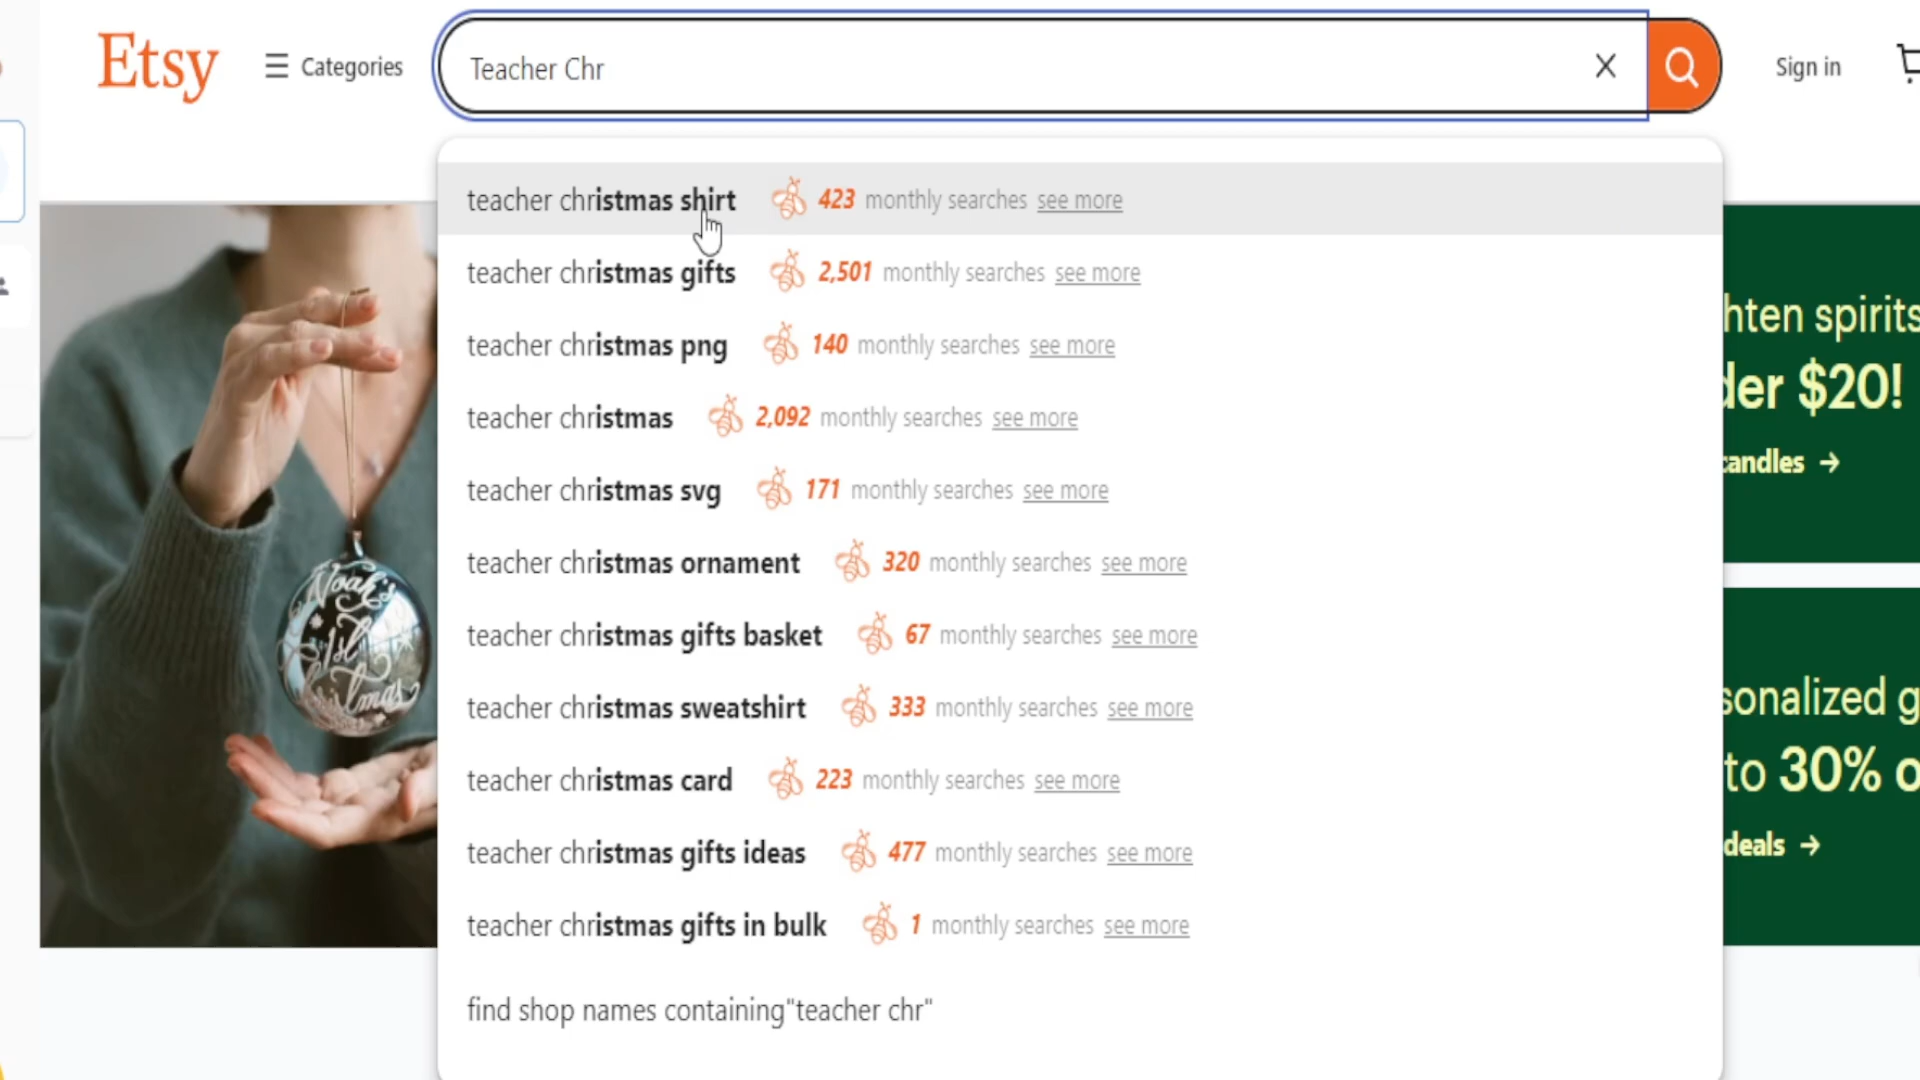 Etsy
Categories
Teacher Chr
Sign in
teacher christmas shirt 423 monthly searches see more
teacher christmas gifts 2,501 monthly searches see more
teacher christmas png 140 monthly searches see more
teacher christmas 2,092 monthly searches see more
teacher christmas svg 171 monthly searches see more
teacher christmas ornament 320 monthly searches see more
teacher christmas gifts basket 67 monthly searches see more
teacher christmas sweatshirt 333 monthly searches see more
teacher christmas card 223 monthly searches see more
teacher christmas gifts ideas 477 monthly searches see more
teacher christmas gifts in bulk 1 monthly searches see more
find shop names containing"teacher chr"
Noah's
1st
Christmas
hten spirits
der $20!
candles →
sonalized g
to 30% o
deals →